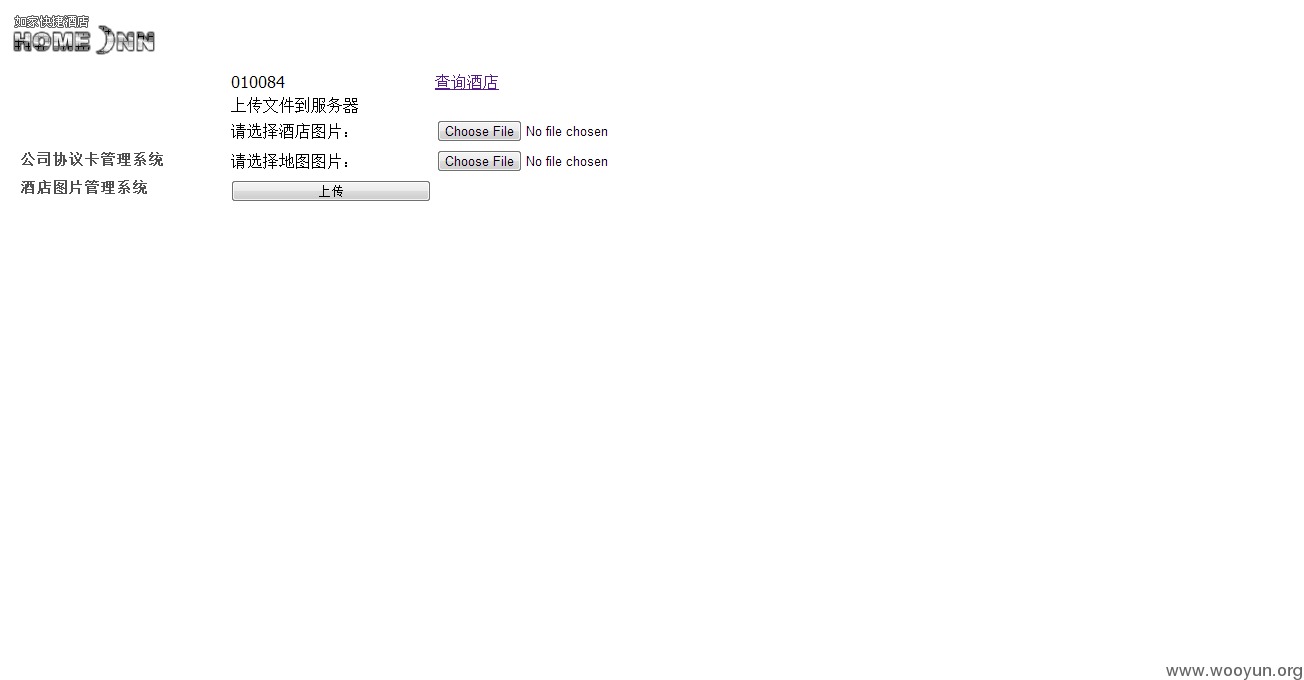 如家快捷酒店
HOME INN
010084 查询酒店
上传文件到服务器
请选择酒店图片: Choose File No file chosen
公司协议卡管理系统
请选择地图图片: Choose File No file chosen
酒店图片管理系统
上传
www.wooyun.org